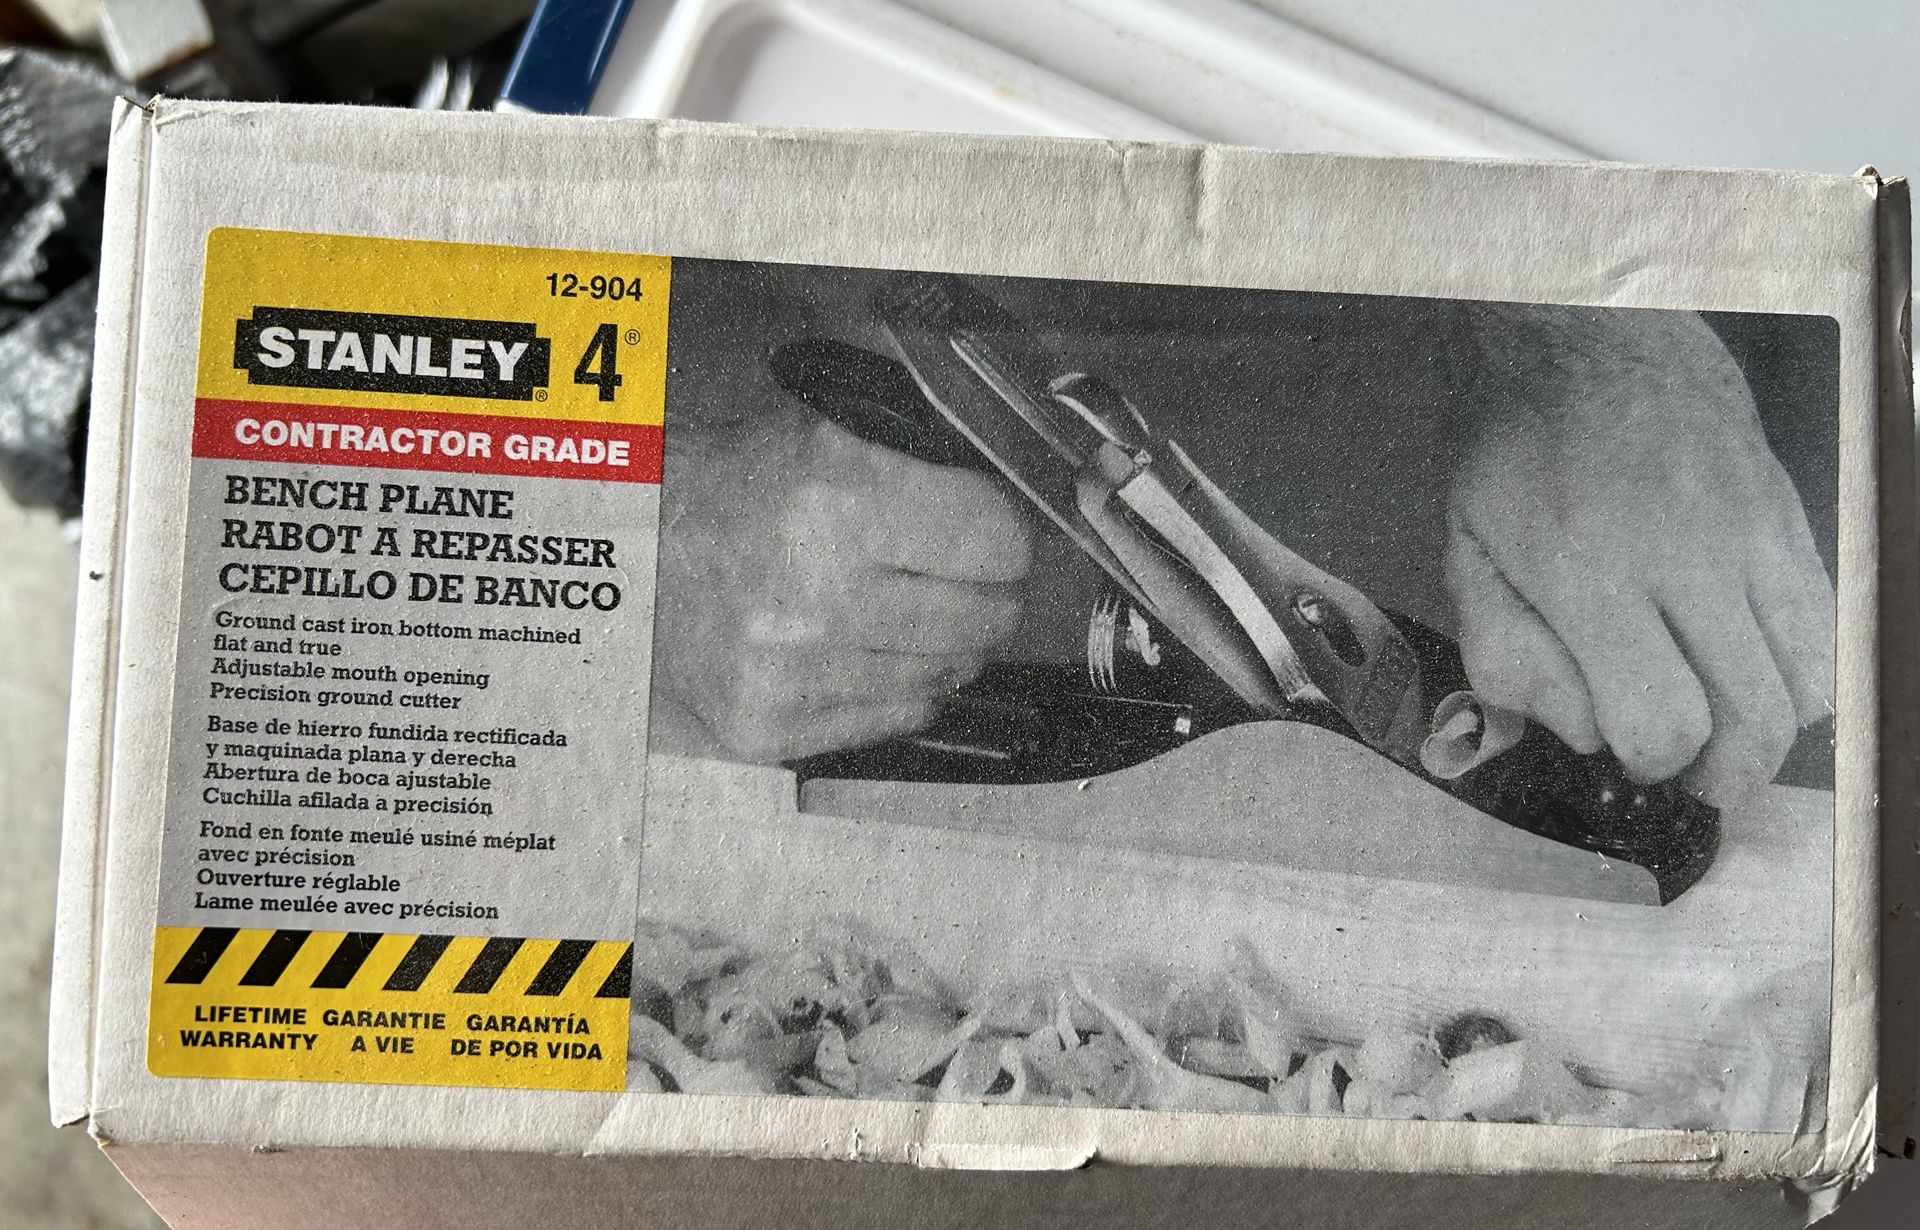 12-904
STANLEY® 4®
CONTRACTOR GRADE
BENCH PLANE
RABOT A REPASSER
CEPILLO DE BANCO
Ground cast iron bottom machined
flat and true
Adjustable mouth opening
Precision ground cutter
Base de hierro fundida rectificada
y maquinada plana y derecha
Abertura de boca ajustable
Cuchilla afilada a precisión
Fond en fonte meulé usiné méplat
avec précision
Ouverture réglable
Lame meulée avec précision
LIFETIME
WARRANTY
GARANTIE
A VIE
GARANTÍA
DE POR VIDA